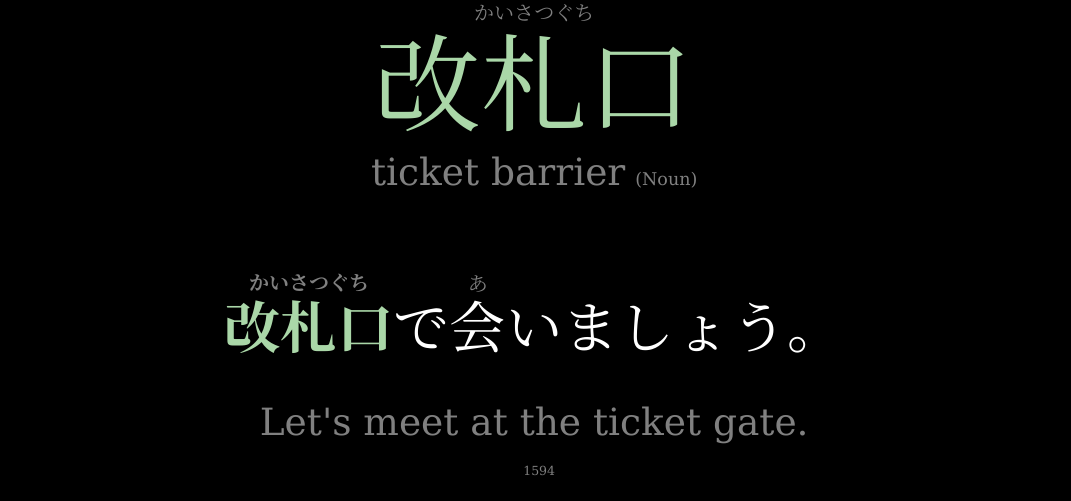 かいさつぐち
改札口
ticket barrier (Noun)
かいさつぐち あ
改札口で会いましょう。
Let's meet at the ticket gate.
1594